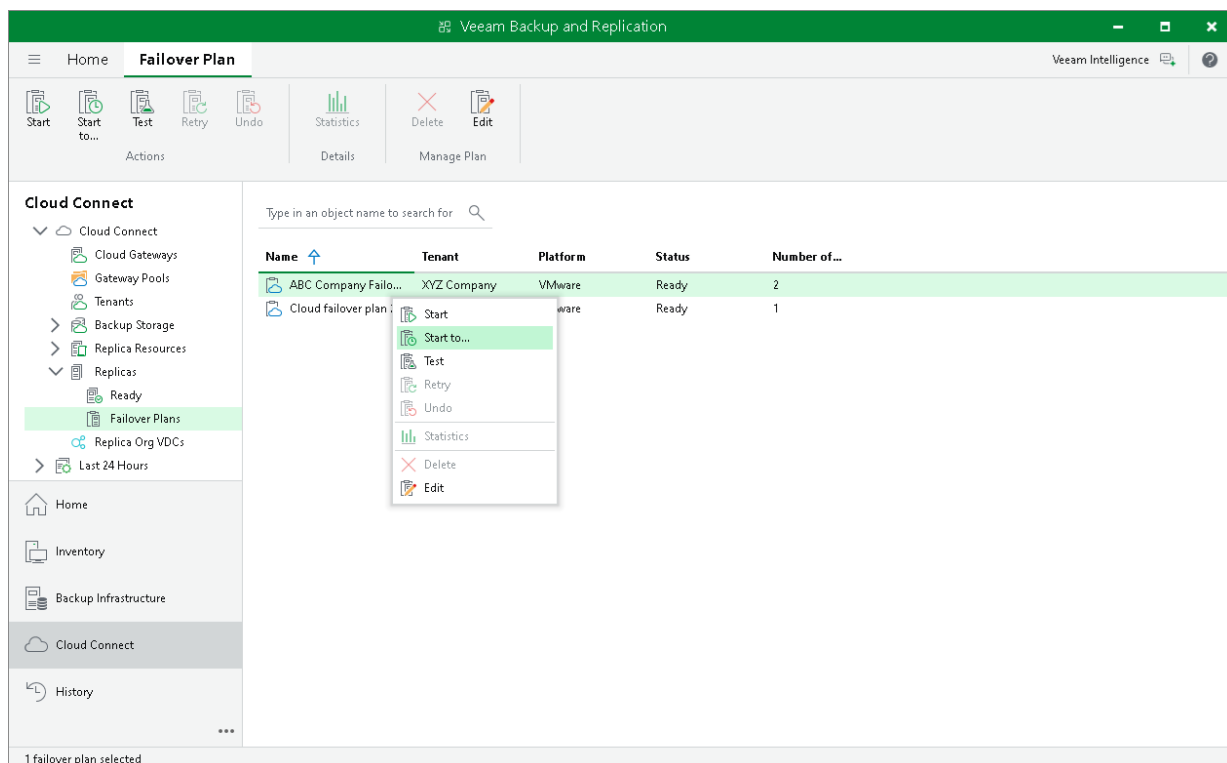 Veeam Backup and Replication
Home Failover Plan Veeam Intelligence
Start Start to... Test Retry Undo Statistics Delete Edit
Actions Details Manage Plan
Cloud Connect
Cloud Connect
Cloud Gateways
Gateway Pools
Tenants
Backup Storage
Replica Resources
Replicas
Ready
Failover Plans
Replica Org VDCs
Last 24 Hours
Home
Inventory
Backup Infrastructure
Cloud Connect
History
Type in an object name to search for
Name Tenant Platform Status Number of...
ABC Company Failo... XYZ Company VMware Ready 2
Cloud failover plan Ready 1
Start
Start to...
Test
Retry
Undo
Statistics
Delete
Edit
1 failover plan selected